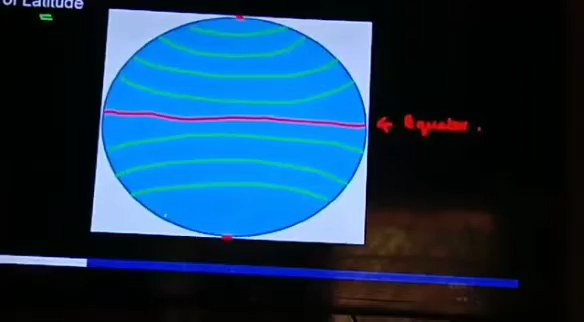 of Latitude
← Equator.